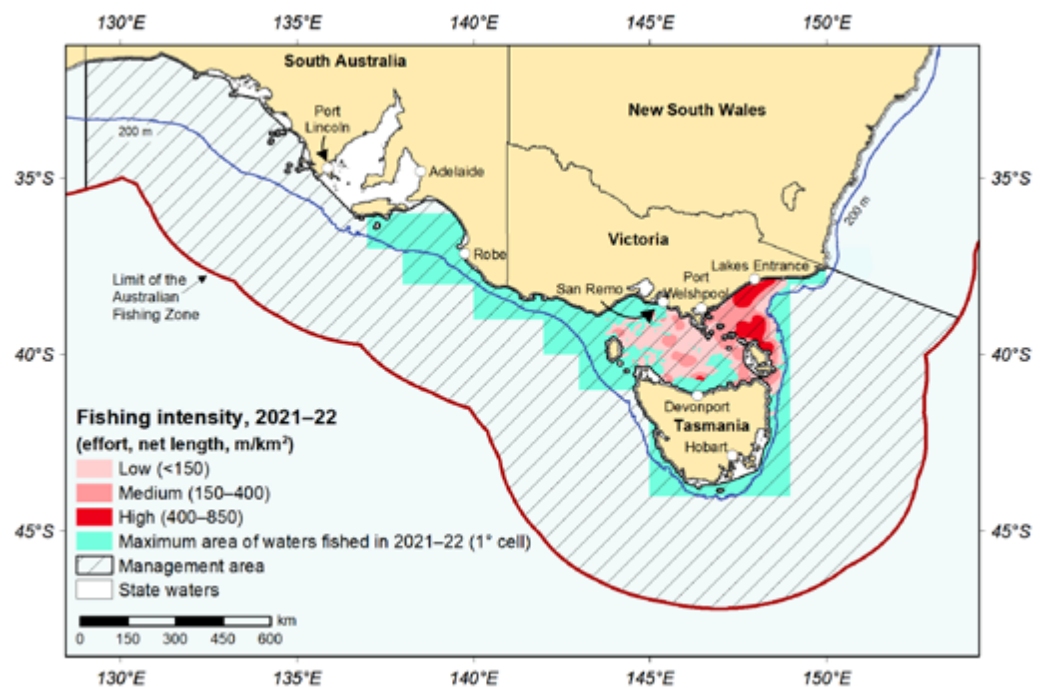 130°E 135°E 140°E 145°E 150°E
South Australia
New South Wales
Port
Lincoln
200 m
Adelaide
35°S 35°S
200 m
Victoria
Robe
Lakes Entrance
Port
Welshpool
San Remo
Limit of the
Australian
Fishing Zone
40°S 40°S
Devonport
Tasmania
Hobart
Fishing intensity, 2021–22
(effort, net length, m/km²)
Low (<150)
Medium (150–400)
High (400–850)
Maximum area of waters fished in 2021–22 (1° cell)
Management area
State waters
45°S 45°S
km
0 150 300 450 600
130°E 135°E 140°E 145°E 150°E